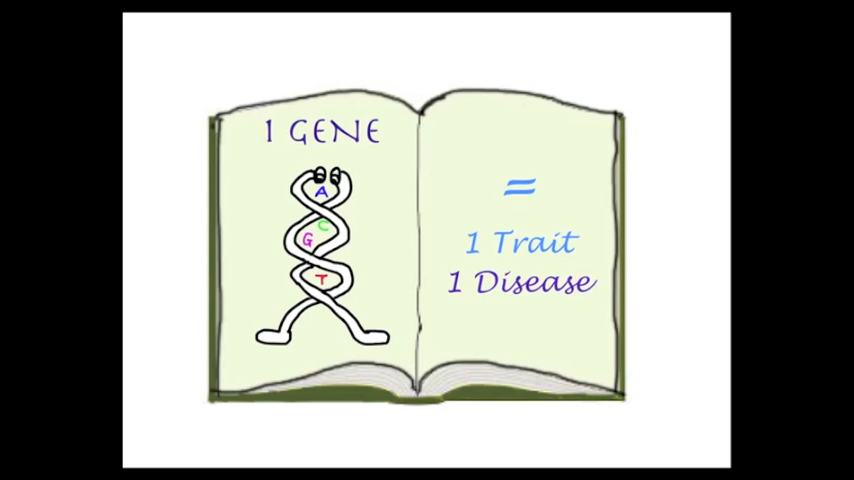 1 GENE
A
C
G
T
=
1 Trait
1 Disease